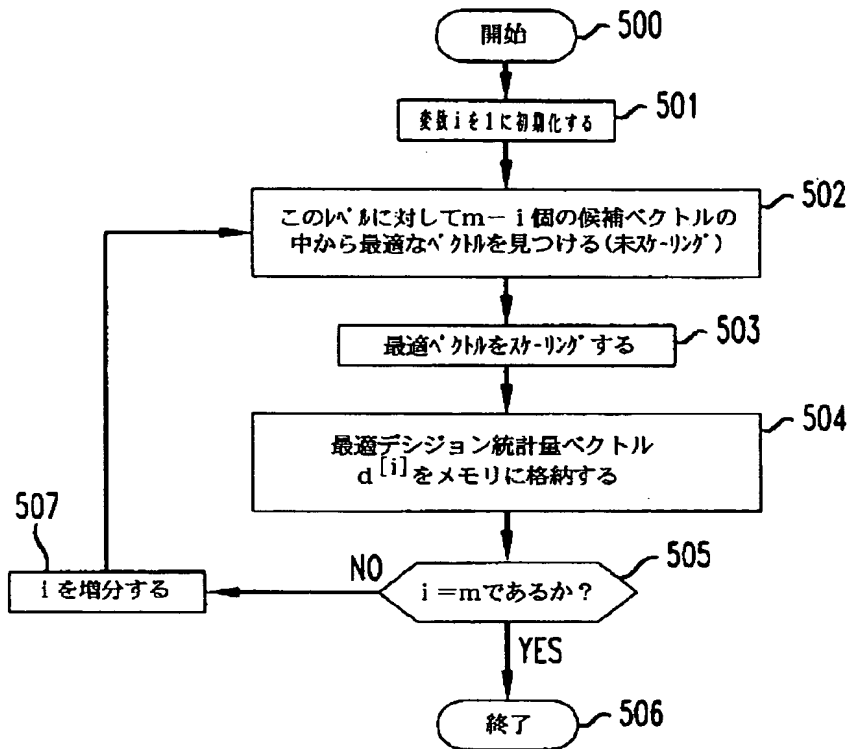 開始
500
変数iを1に初期化する
501
このﾚﾍﾞﾙに対してm－i個の候補ベクトルの
中から最適なﾍﾞｸﾄﾙを見つける(未ｽｹｰﾘﾝｸﾞ)
502
最適ﾍﾞｸﾄﾙをｽｹｰﾘﾝｸﾞする
503
最適デシジョン統計量ベクトル
d[i]をメモリに格納する
504
i＝mであるか？
505
NO
iを増分する
507
YES
終了
506